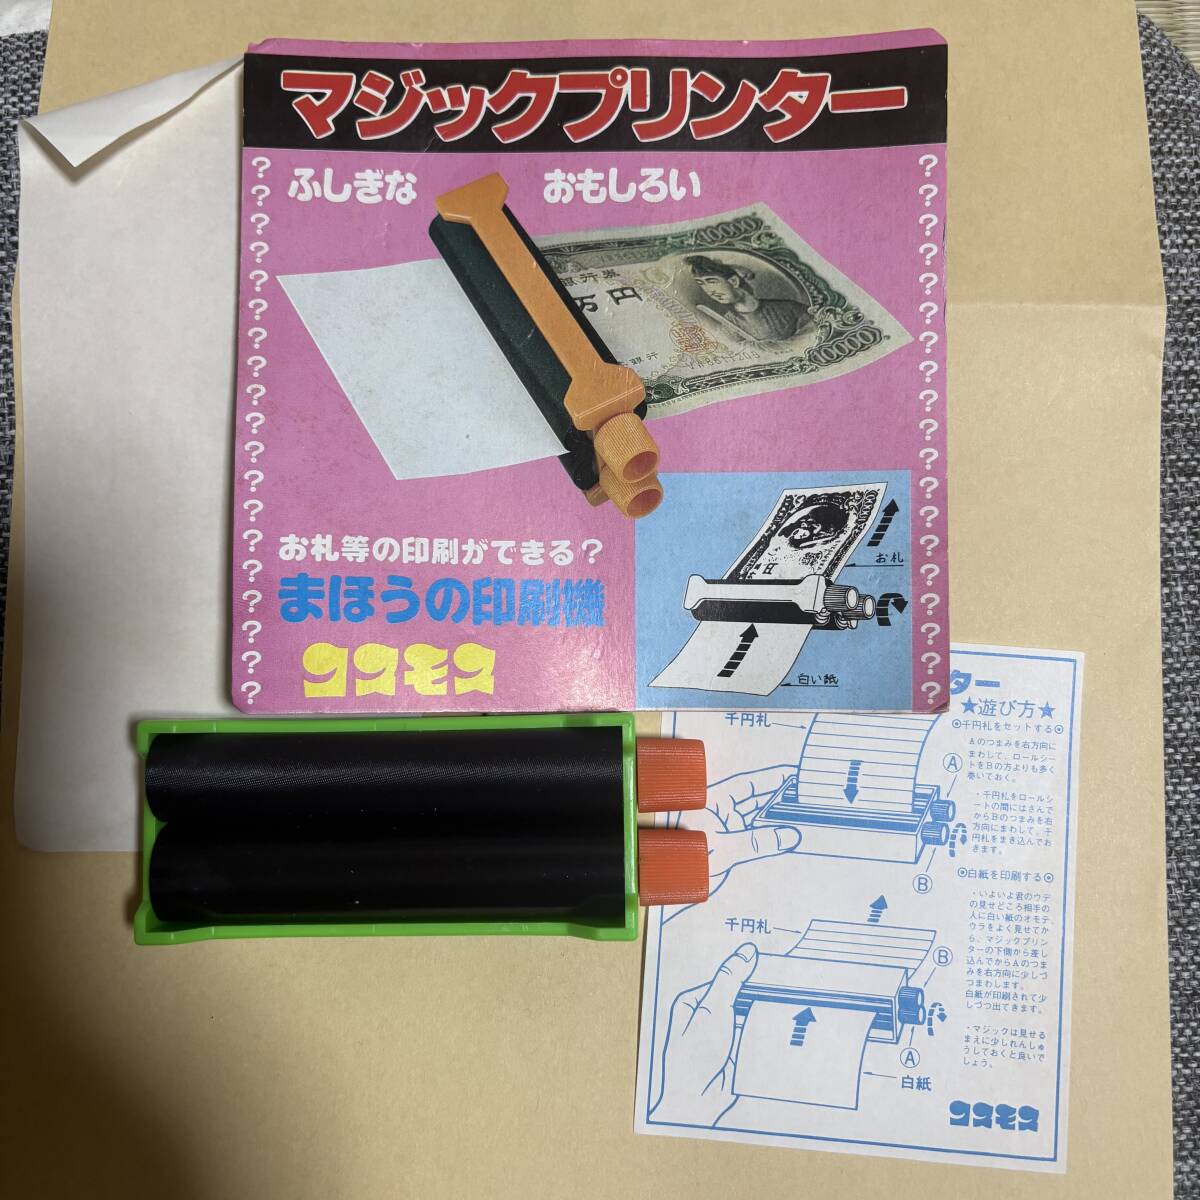 マジックプリンター
ふしぎな
おもしろい
10000
銀行券
万円
10000
お札等の印刷ができる?
まほうの印刷機
コスモス
お札
白い紙
ター
★遊び方★
◎千円札をセットする◎
Aのつまみを右方向に
まわして、ロールシー
トをBの方よりも多く
巻いておく。
・千円札をロールシ
ートの間にはさんで
からBのつまみを右
方向にまわして、千
円札をまき込んでお
きます。
千円札
A
B
◎白紙を印刷する◎
・いよいよ君のウデ
の見せどころ相手の
人に白い紙のオモテ、
ウラをよく見せてか
ら、マジックプリン
ターの下側から差し
込んでからAのつま
みを右方向に少しづ
つまわします。
白紙が印刷されて少
しづつ出てきます。
・マジックは見せる
まえに少しれんしゅ
うしておくと良いで
しょう。
千円札
B
A
白紙
コスモス